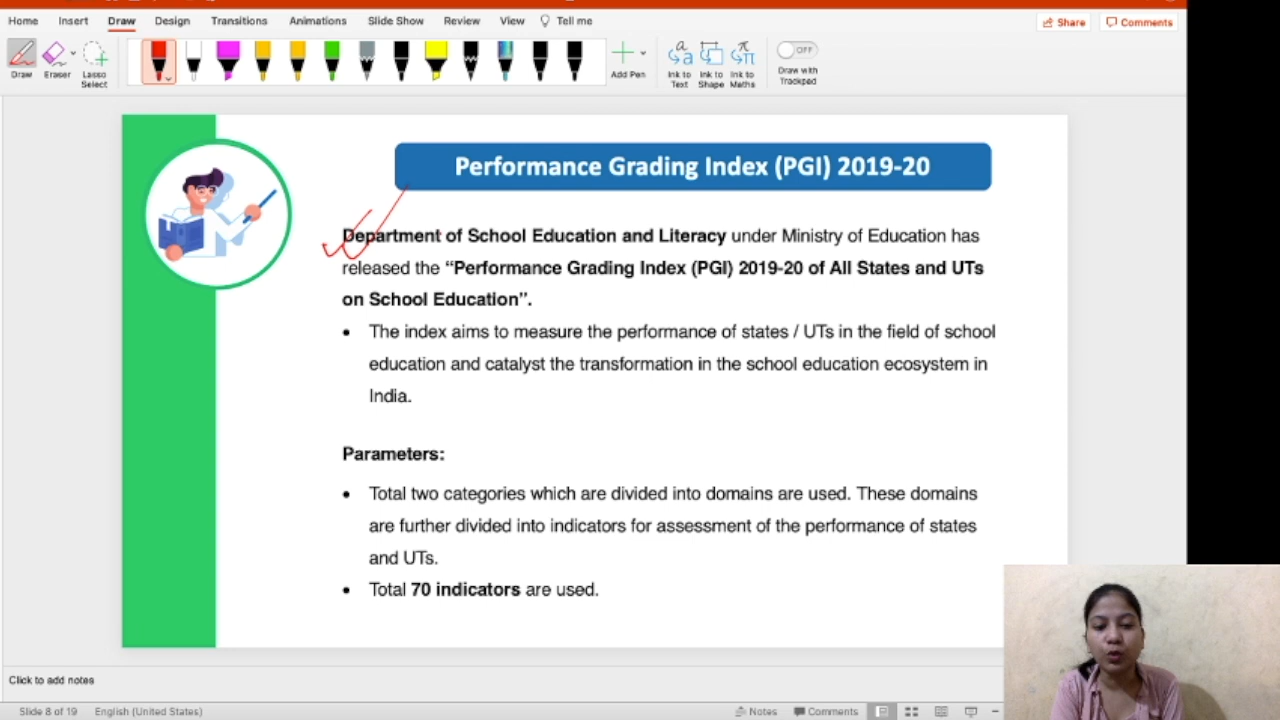 Home Insert Draw Design Transitions Animations Slide Show Review View Tell me
Share Comments
Draw Eraser Lasso Select Add Pen Ink to Text Ink to Shape Ink to Maths OFF Draw with Trackpad
Performance Grading Index (PGI) 2019-20
Department of School Education and Literacy under Ministry of Education has
released the “Performance Grading Index (PGI) 2019-20 of All States and UTs
on School Education”.
• The index aims to measure the performance of states / UTs in the field of school
education and catalyst the transformation in the school education ecosystem in
India.
Parameters:
• Total two categories which are divided into domains are used. These domains
are further divided into indicators for assessment of the performance of states
and UTs.
• Total 70 indicators are used.
Click to add notes
Slide 8 of 19 English (United States) Notes Comments